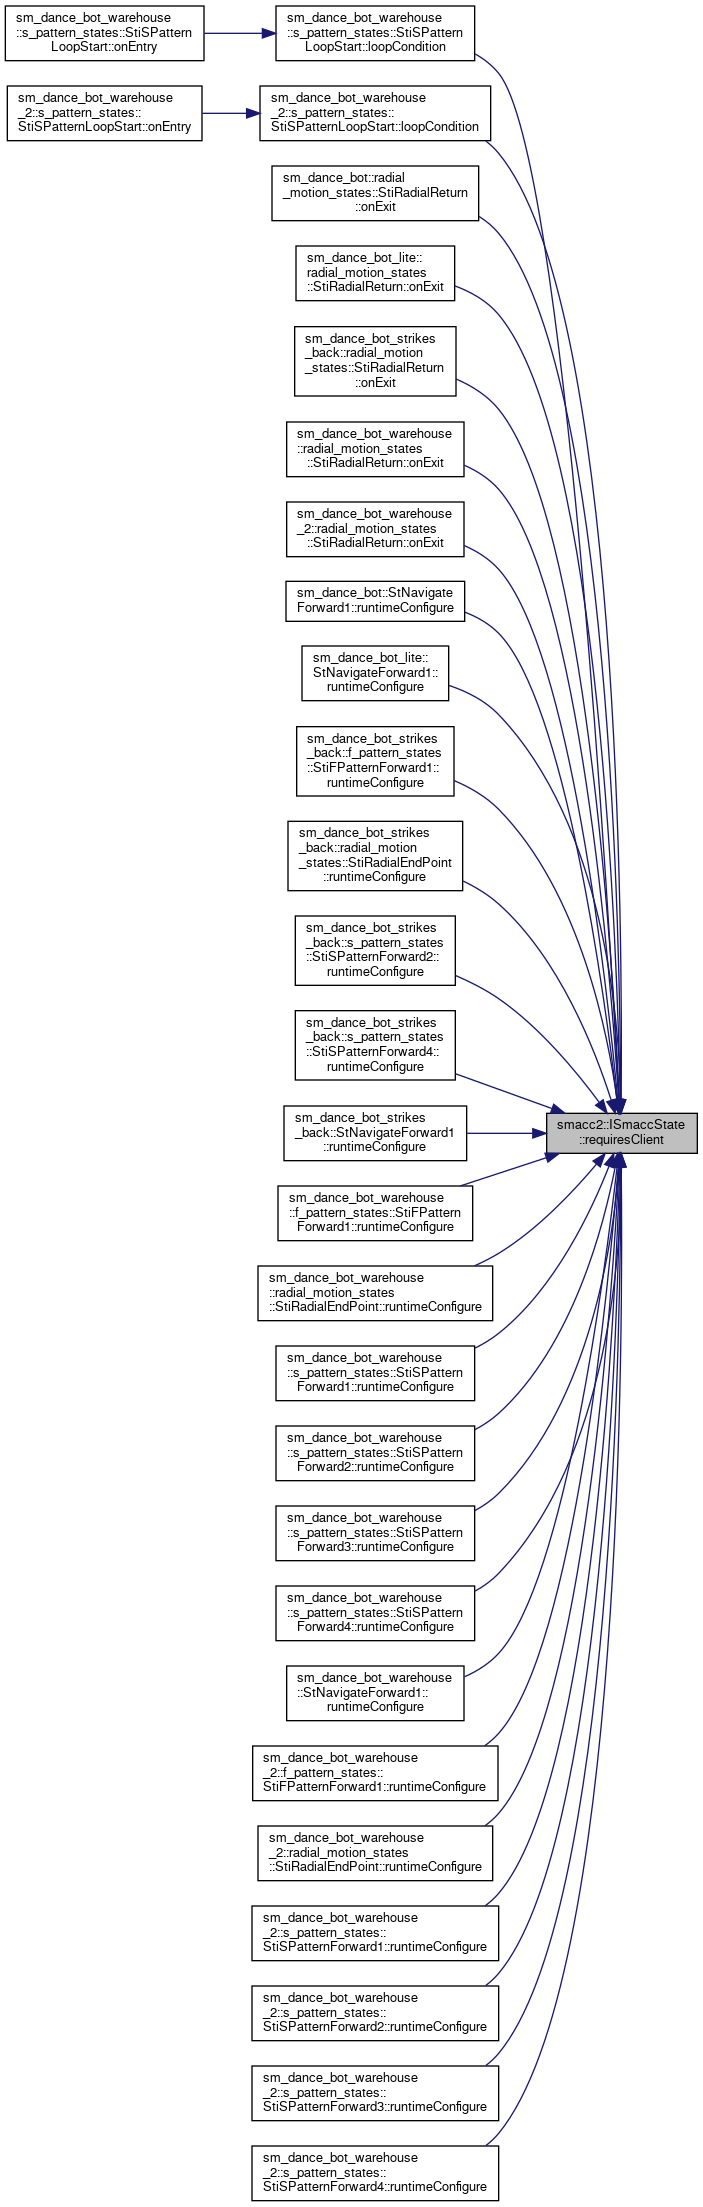 sm_dance_bot_warehouse
::s_pattern_states::StiSPattern
LoopStart::onEntry
sm_dance_bot_warehouse
::s_pattern_states::StiSPattern
LoopStart::loopCondition
sm_dance_bot_warehouse
_2::s_pattern_states::
StiSPatternLoopStart::onEntry
sm_dance_bot_warehouse
_2::s_pattern_states::
StiSPatternLoopStart::loopCondition
sm_dance_bot::radial
_motion_states::StiRadialReturn
::onExit
sm_dance_bot_lite::
radial_motion_states
::StiRadialReturn::onExit
sm_dance_bot_strikes
_back::radial_motion
_states::StiRadialReturn
::onExit
sm_dance_bot_warehouse
::radial_motion_states
::StiRadialReturn::onExit
sm_dance_bot_warehouse
_2::radial_motion_states
::StiRadialReturn::onExit
sm_dance_bot::StNavigate
Forward1::runtimeConfigure
sm_dance_bot_lite::
StNavigateForward1::
runtimeConfigure
sm_dance_bot_strikes
_back::f_pattern_states
::StiFPatternForward1::
runtimeConfigure
sm_dance_bot_strikes
_back::radial_motion
_states::StiRadialEndPoint
::runtimeConfigure
sm_dance_bot_strikes
_back::s_pattern_states
::StiSPatternForward2::
runtimeConfigure
sm_dance_bot_strikes
_back::s_pattern_states
::StiSPatternForward4::
runtimeConfigure
sm_dance_bot_strikes
_back::StNavigateForward1
::runtimeConfigure
smacc2::ISmaccState
::requiresClient
sm_dance_bot_warehouse
::f_pattern_states::StiFPattern
Forward1::runtimeConfigure
sm_dance_bot_warehouse
::radial_motion_states
::StiRadialEndPoint::runtimeConfigure
sm_dance_bot_warehouse
::s_pattern_states::StiSPattern
Forward1::runtimeConfigure
sm_dance_bot_warehouse
::s_pattern_states::StiSPattern
Forward2::runtimeConfigure
sm_dance_bot_warehouse
::s_pattern_states::StiSPattern
Forward3::runtimeConfigure
sm_dance_bot_warehouse
::s_pattern_states::StiSPattern
Forward4::runtimeConfigure
sm_dance_bot_warehouse
::StNavigateForward1::
runtimeConfigure
sm_dance_bot_warehouse
_2::f_pattern_states::
StiFPatternForward1::runtimeConfigure
sm_dance_bot_warehouse
_2::radial_motion_states
::StiRadialEndPoint::runtimeConfigure
sm_dance_bot_warehouse
_2::s_pattern_states::
StiSPatternForward1::runtimeConfigure
sm_dance_bot_warehouse
_2::s_pattern_states::
StiSPatternForward2::runtimeConfigure
sm_dance_bot_warehouse
_2::s_pattern_states::
StiSPatternForward3::runtimeConfigure
sm_dance_bot_warehouse
_2::s_pattern_states::
StiSPatternForward4::runtimeConfigure